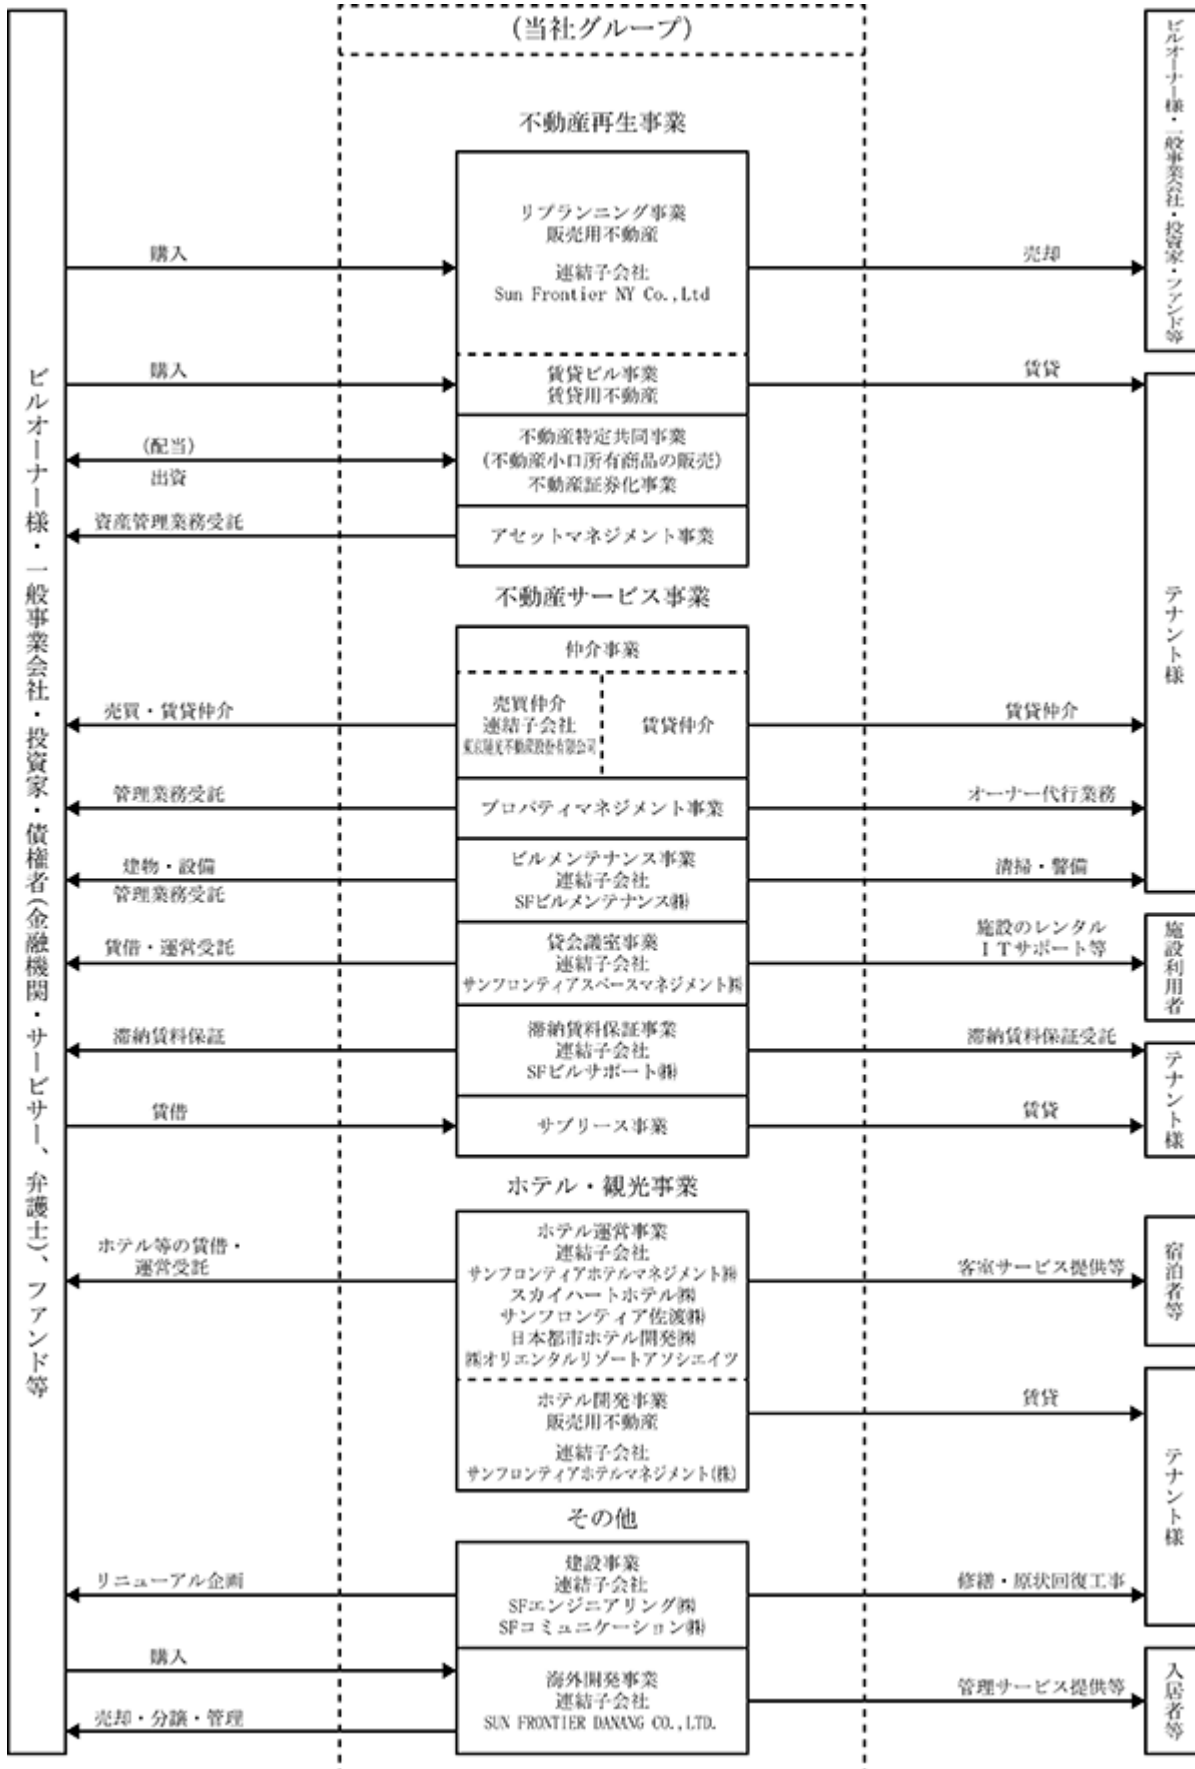 (当社グループ)
ビルオーナー様・一般事業会社・投資家・ファンド等
不動産再生事業
リプランニング事業
販売用不動産
連結子会社
Sun Frontier NY Co.,Ltd
購入
売却
購入
賃貸ビル事業
賃貸用不動産
賃貸
(配当)
出資
不動産特定共同事業
(不動産小口所有商品の販売)
不動産証券化事業
資産管理業務受託
アセットマネジメント事業
ビルオーナー様・一般事業会社・投資家・債権者(金融機関・サービサー、弁護士)、ファンド等
テナント様
不動産サービス事業
仲介事業
売買・賃貸仲介
売買仲介
連結子会社
東京陽光不動産股份有限公司
賃貸仲介
賃貸仲介
管理業務受託
プロパティマネジメント事業
オーナー代行業務
建物・設備
管理業務受託
ビルメンテナンス事業
連結子会社
SFビルメンテナンス㈱
清掃・警備
賃借・運営受託
貸会議室事業
連結子会社
サンフロンティアスペースマネジメント㈱
施設のレンタル
ITサポート等
施設利用者
滞納賃料保証
滞納賃料保証事業
連結子会社
SFビルサポート㈱
滞納賃料保証受託
テナント様
賃借
サブリース事業
賃貸
ホテル・観光事業
ホテル等の賃借・
運営受託
ホテル運営事業
連結子会社
サンフロンティアホテルマネジメント㈱
スカイハートホテル㈱
サンフロンティア佐渡㈱
日本都市ホテル開発㈱
㈱オリエンタルリゾートアソシエイツ
客室サービス提供等
宿泊者等
ホテル開発事業
販売用不動産
連結子会社
サンフロンティアホテルマネジメント(株)
賃貸
テナント様
その他
リニューアル企画
建設事業
連結子会社
SFエンジニアリング㈱
SFコミュニケーション㈱
修繕・原状回復工事
購入
売却・分譲・管理
海外開発事業
連結子会社
SUN FRONTIER DANANG CO.,LTD.
管理サービス提供等
入居者等